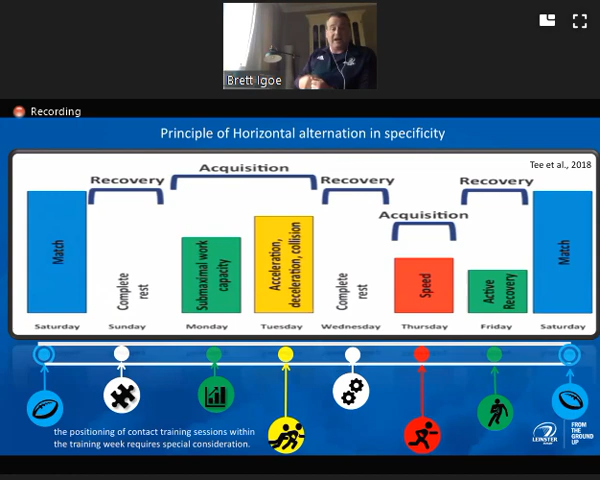 Brett Igoe
Recording
Principle of Horizontal alternation in specificity
Tee et al., 2018
Recovery
Acquisition
Recovery
Recovery
Acquisition
Match
Complete
rest
Submaximal work
capacity
Acceleration,
deceleration, collision
Complete
rest
Speed
Active
Recovery
Match
Saturday
Sunday
Monday
Tuesday
Wednesday
Thursday
Friday
Saturday
the positioning of contact training sessions within
the training week requires special consideration.
LEINSTER
FROM
THE GROUND
UP